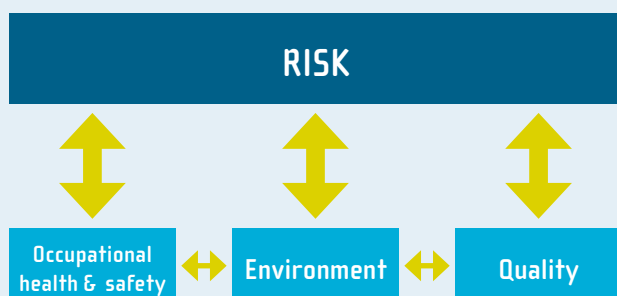 RISK
Occupational
health & safety
Environment
Quality